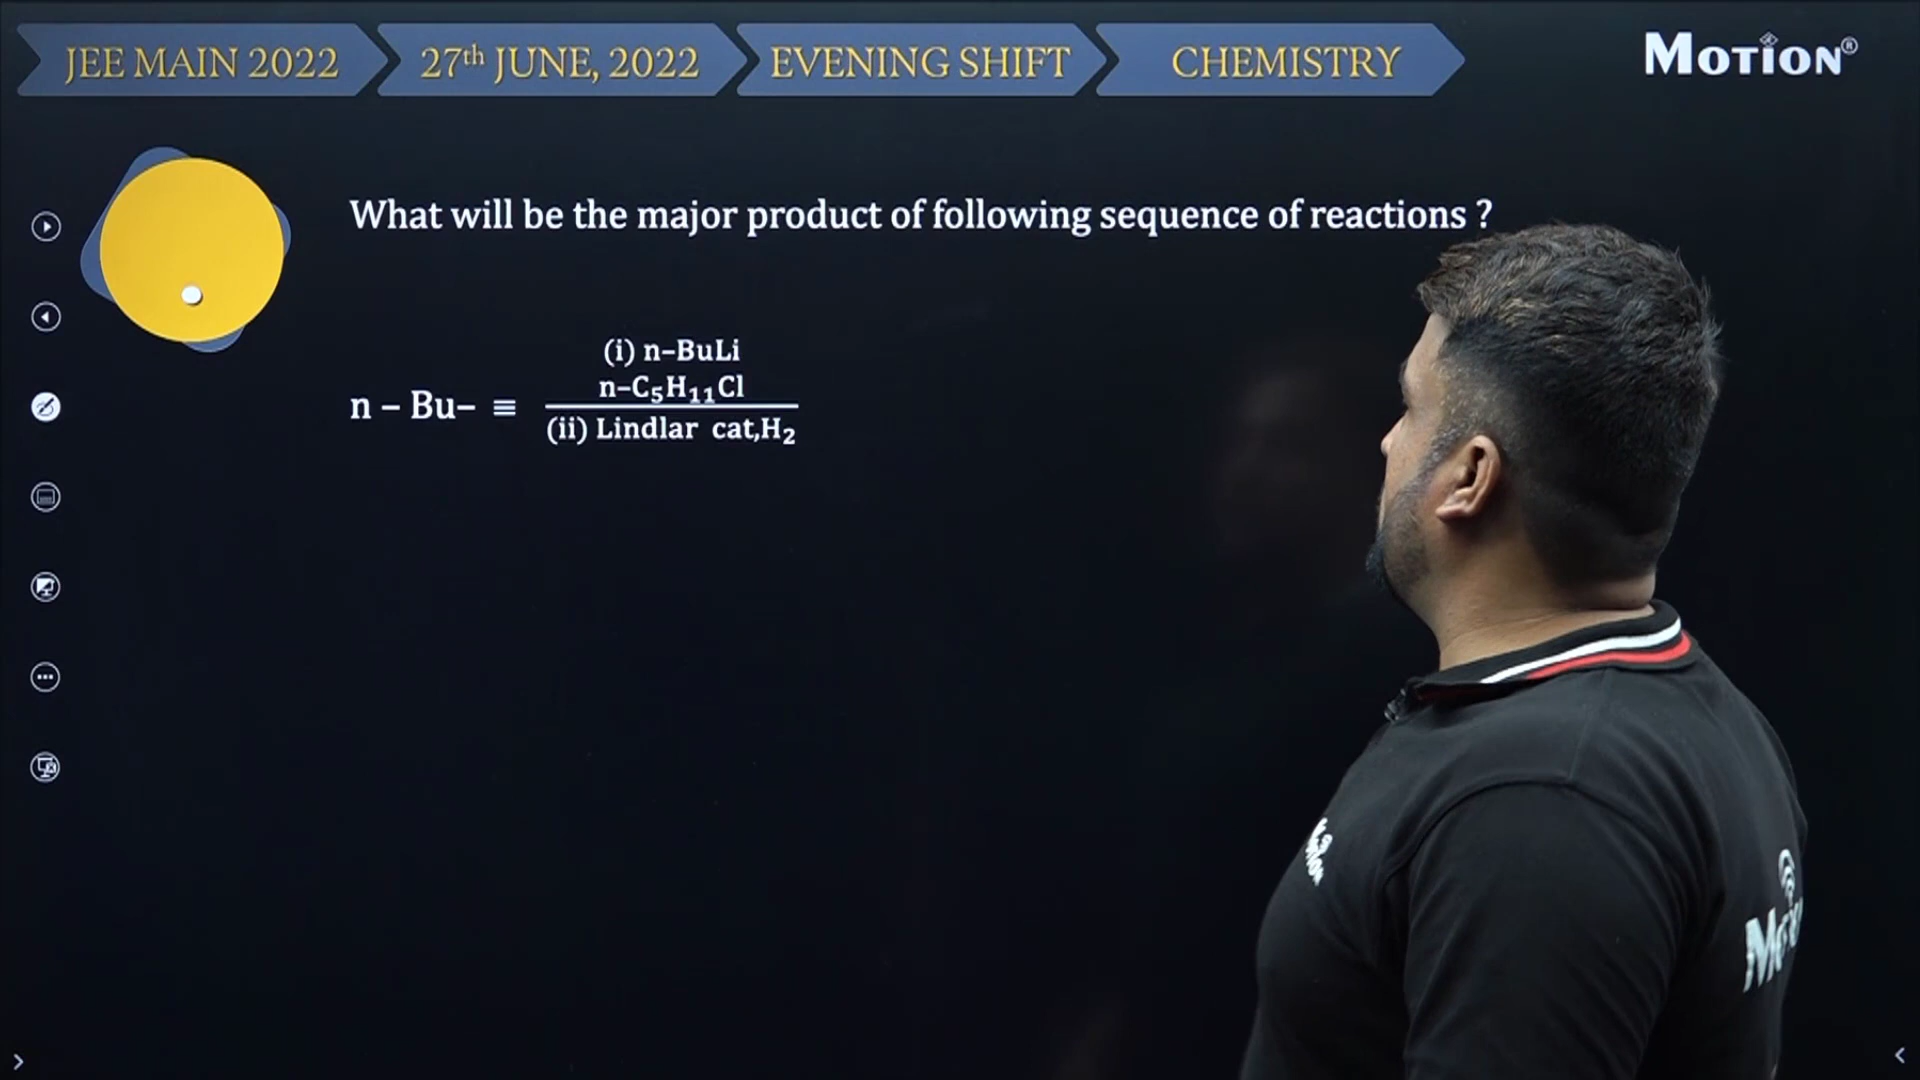 JEE MAIN 2022
27th JUNE, 2022
EVENING SHIFT
CHEMISTRY
MOTION®
What will be the major product of following sequence of reactions ?
(i) n–BuLi
n–C₅H₁₁Cl
n – Bu– ≡
(ii) Lindlar cat,H₂